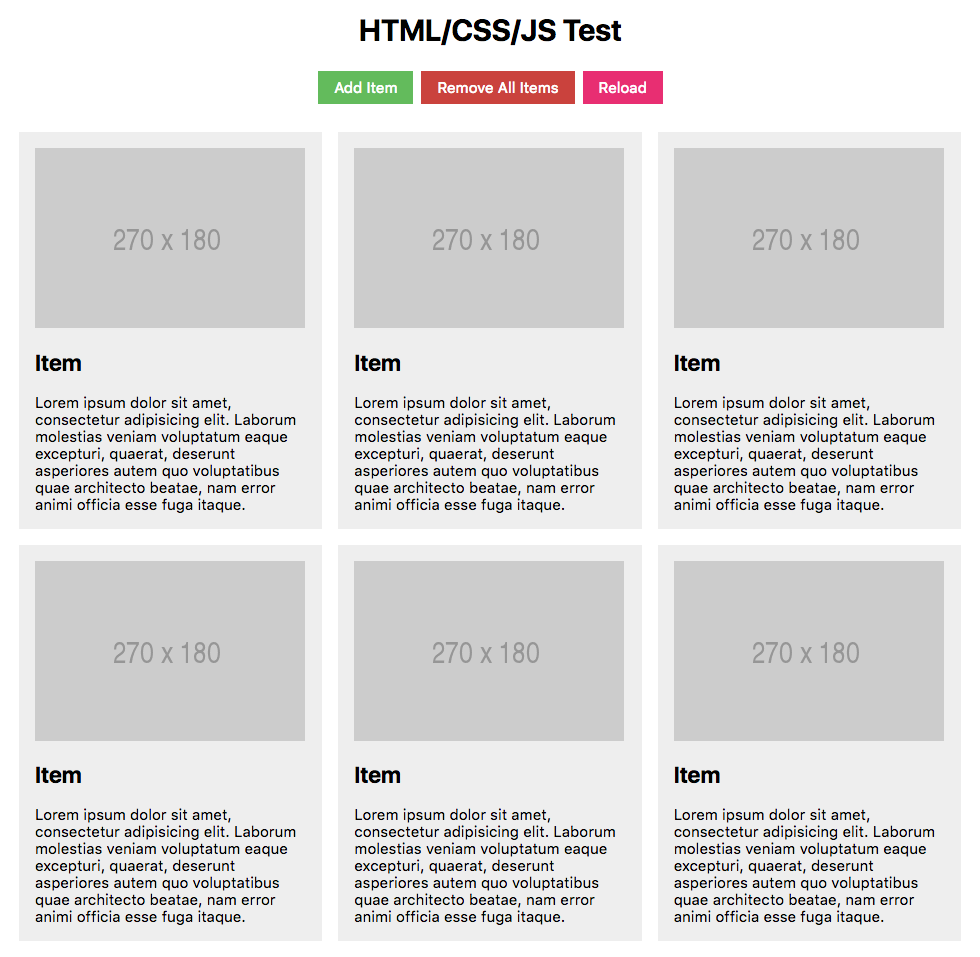 HTML/CSS/JS Test
Add Item
Remove All Items
Reload
270 x 180
Item
Lorem ipsum dolor sit amet,
consectetur adipisicing elit. Laborum
molestias veniam voluptatum eaque
excepturi, quaerat, deserunt
asperiores autem quo voluptatibus
quae architecto beatae, nam error
animi officia esse fuga itaque.
270 x 180
Item
Lorem ipsum dolor sit amet,
consectetur adipisicing elit. Laborum
molestias veniam voluptatum eaque
excepturi, quaerat, deserunt
asperiores autem quo voluptatibus
quae architecto beatae, nam error
animi officia esse fuga itaque.
270 x 180
Item
Lorem ipsum dolor sit amet,
consectetur adipisicing elit. Laborum
molestias veniam voluptatum eaque
excepturi, quaerat, deserunt
asperiores autem quo voluptatibus
quae architecto beatae, nam error
animi officia esse fuga itaque.
270 x 180
Item
Lorem ipsum dolor sit amet,
consectetur adipisicing elit. Laborum
molestias veniam voluptatum eaque
excepturi, quaerat, deserunt
asperiores autem quo voluptatibus
quae architecto beatae, nam error
animi officia esse fuga itaque.
270 x 180
Item
Lorem ipsum dolor sit amet,
consectetur adipisicing elit. Laborum
molestias veniam voluptatum eaque
excepturi, quaerat, deserunt
asperiores autem quo voluptatibus
quae architecto beatae, nam error
animi officia esse fuga itaque.
270 x 180
Item
Lorem ipsum dolor sit amet,
consectetur adipisicing elit. Laborum
molestias veniam voluptatum eaque
excepturi, quaerat, deserunt
asperiores autem quo voluptatibus
quae architecto beatae, nam error
animi officia esse fuga itaque.